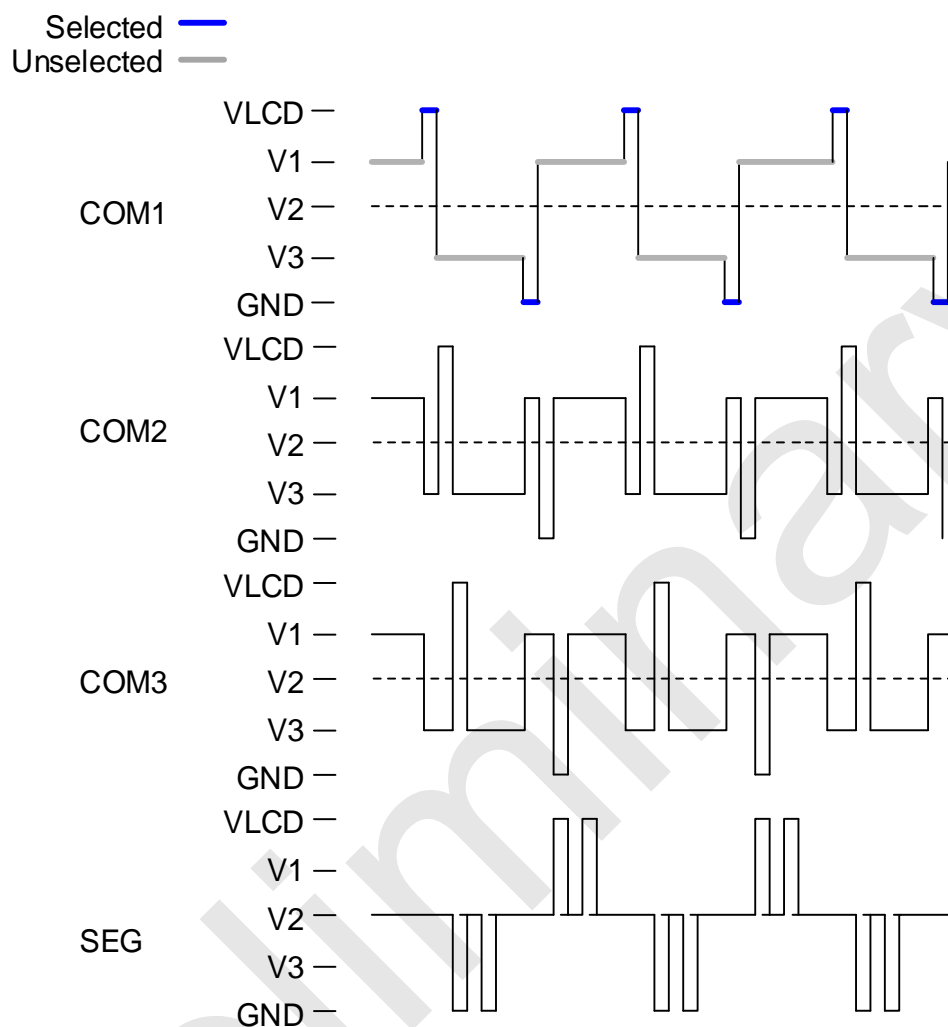 Selected
Unselected
VLCD
V1
COM1
V2
V3
GND
VLCD
V1
COM2
V2
V3
GND
VLCD
V1
COM3
V2
V3
GND
VLCD
V1
V2
SEG
V3
GND
liminary